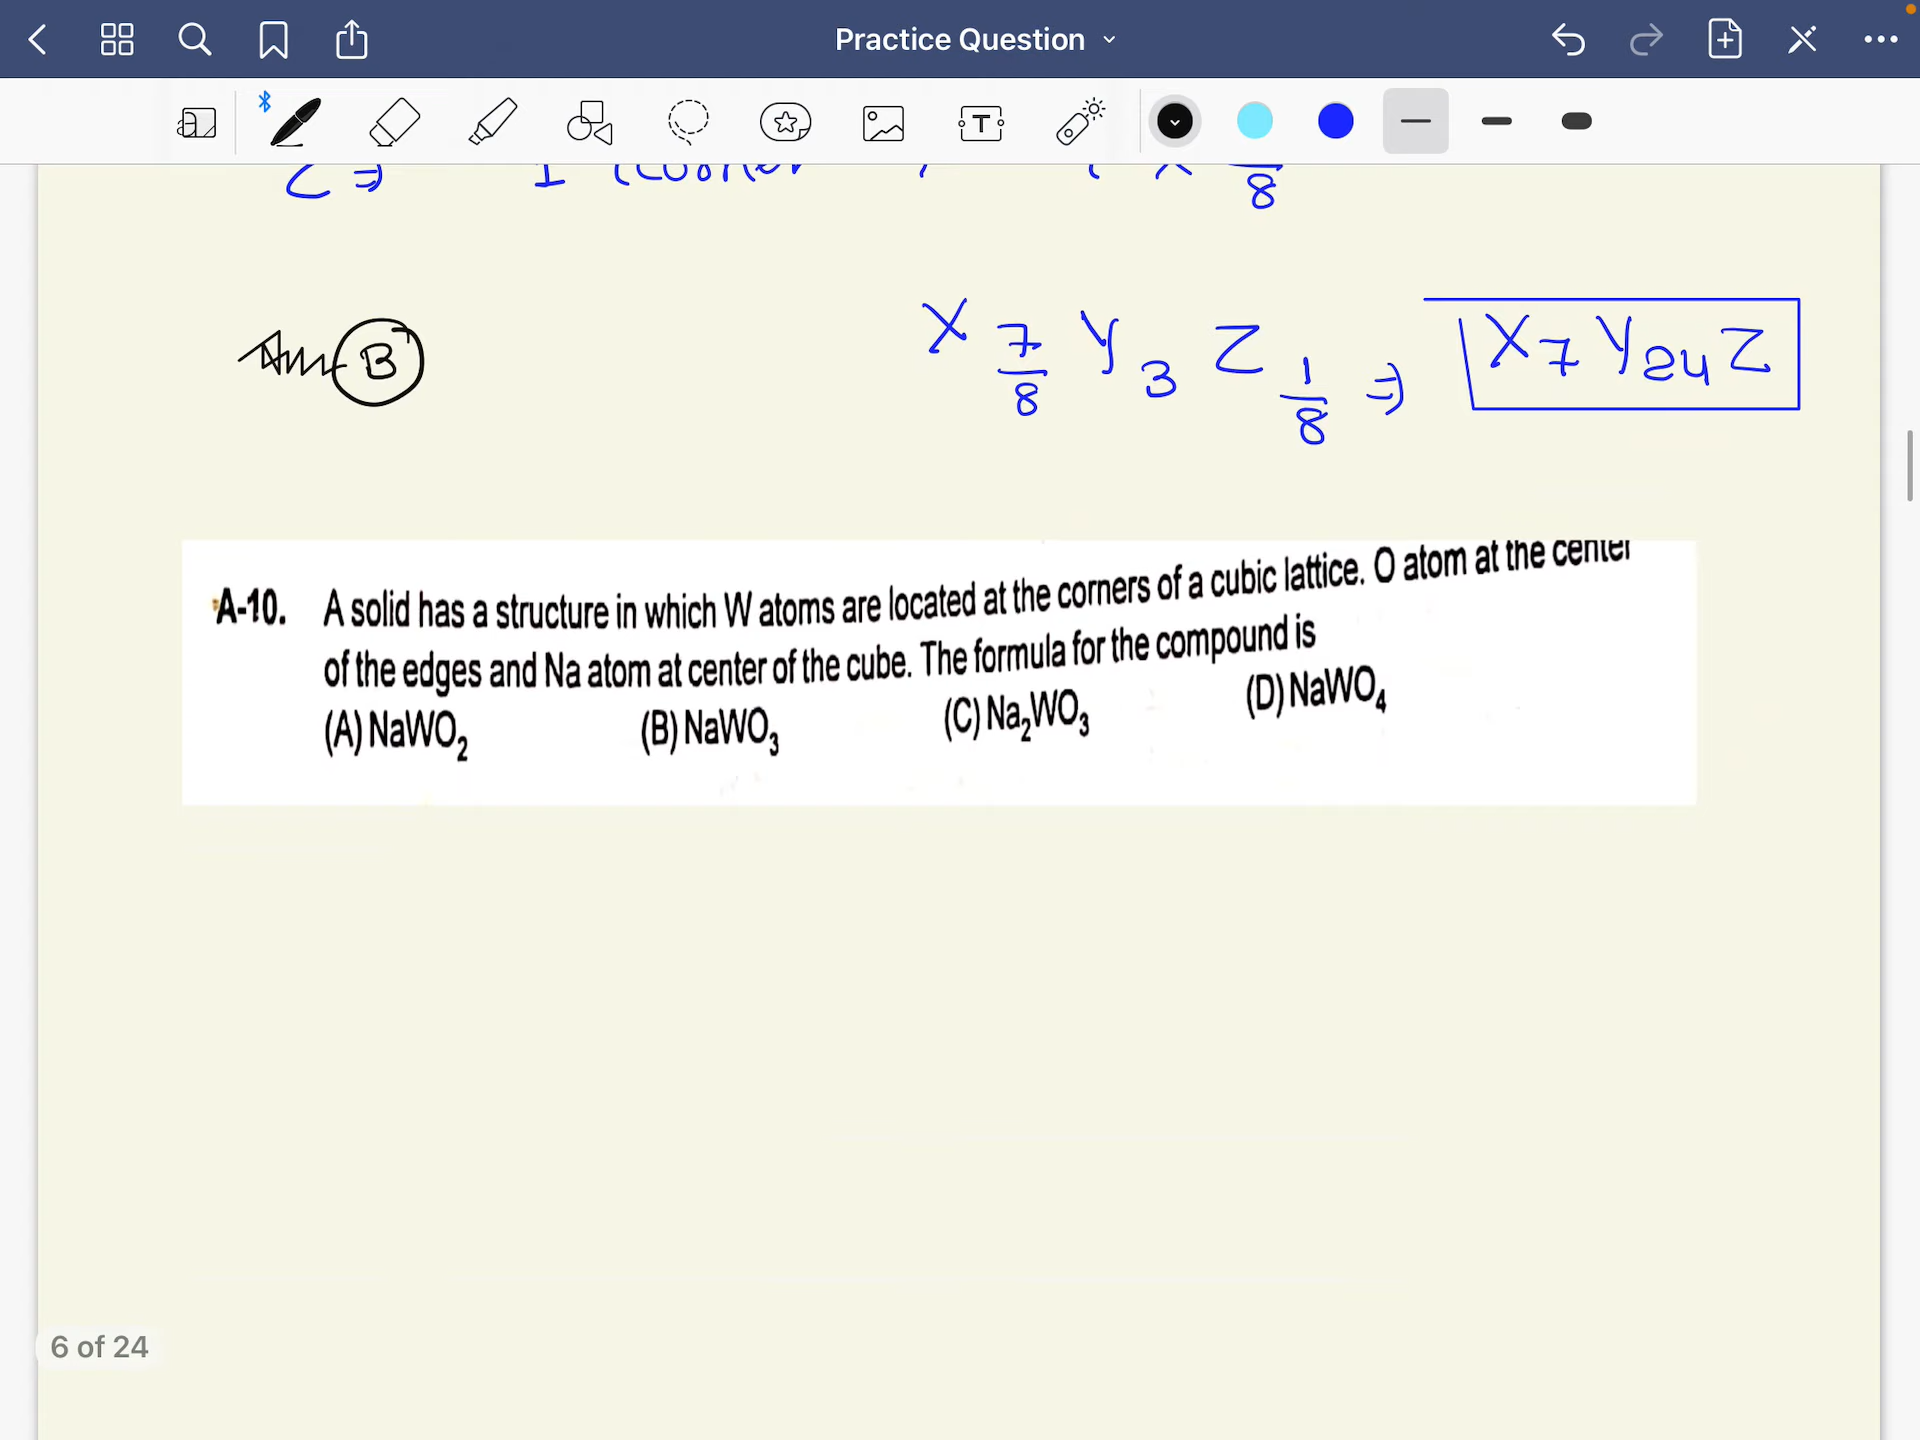 Practice Question
X 7/8 Y 3 Z 1/8 ⇒ X7 Y24 Z
B
A-10. A solid has a structure in which W atoms are located at the corners of a cubic lattice. O atom at the center
of the edges and Na atom at center of the cube. The formula for the compound is
(A) NaWO₂ (B) NaWO₃ (C) Na₂WO₃ (D) NaWO₄
6 of 24